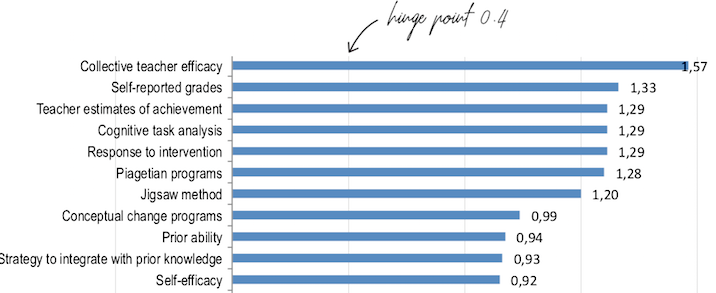 hinge point 0.4
Collective teacher efficacy 1,57
Self-reported grades 1,33
Teacher estimates of achievement 1,29
Cognitive task analysis 1,29
Response to intervention 1,29
Piagetian programs 1,28
Jigsaw method 1,20
Conceptual change programs 0,99
Prior ability 0,94
Strategy to integrate with prior knowledge 0,93
Self-efficacy 0,92